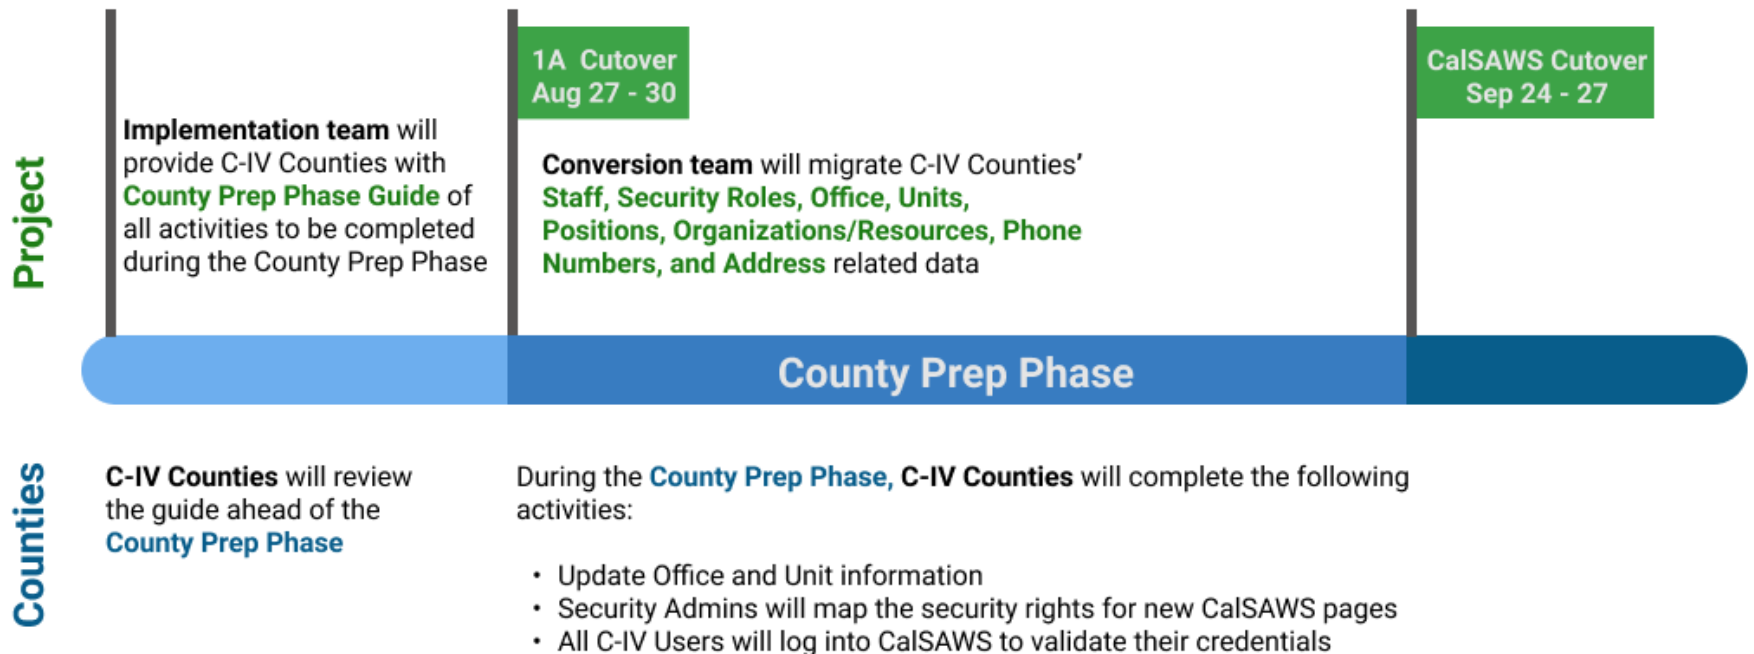 Project
Implementation team will
provide C-IV Counties with
County Prep Phase Guide of
all activities to be completed
during the County Prep Phase
1A  Cutover
Aug 27 - 30
Conversion team will migrate C-IV Counties’
Staff, Security Roles, Office, Units,
Positions, Organizations/Resources, Phone
Numbers, and Address related data
CalSAWS Cutover
Sep 24 - 27
County Prep Phase
Counties
C-IV Counties will review
the guide ahead of the
County Prep Phase
During the County Prep Phase, C-IV Counties will complete the following
activities:
• Update Office and Unit information
• Security Admins will map the security rights for new CalSAWS pages
• All C-IV Users will log into CalSAWS to validate their credentials